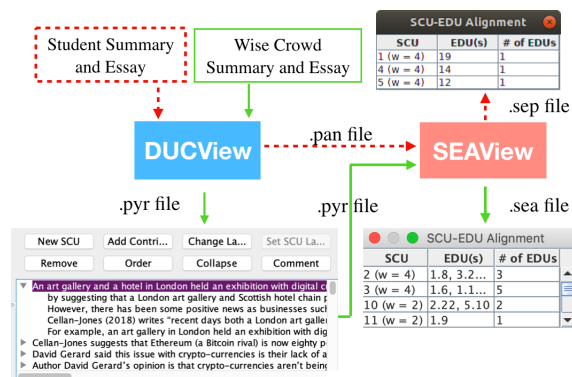 Student Summary
and Essay
Wise Crowd
Summary and Essay
SCU-EDU Alignment
SCU EDU(s) # of EDUs
1 (w = 4) 19 1
4 (w = 4) 14 1
5 (w = 4) 12 1
.sep file
DUCView
.pan file
SEAView
.pyr file
.pyr file
.sea file
New SCU Add Contri... Change La... Set SCU La...
Remove Order Collapse Comment
An art gallery and a hotel in London held an exhibition with digital c
by suggesting that a London art gallery and Scottish hotel chain
However, there has been some positive news as businesses suc
Cellan-Jones (2018) writes "recent days both a London art galler
For example, an art gallery in London held an exhibition with dig
Cellan-Jones suggests that Ethereum (a Bitcoin rival) is now eighty p
David Gerard said this issue with crypto-currencies is their lack of a
Author David Gerard's opinion is that crypto-currencies aren't being
SCU-EDU Alignment
SCU EDU(s) # of EDUs
2 (w = 4) 1.8, 3.2... 3
3 (w = 4) 1.6, 1.1... 5
10 (w = 2) 2.22, 5.10 2
11 (w = 2) 1.9 1